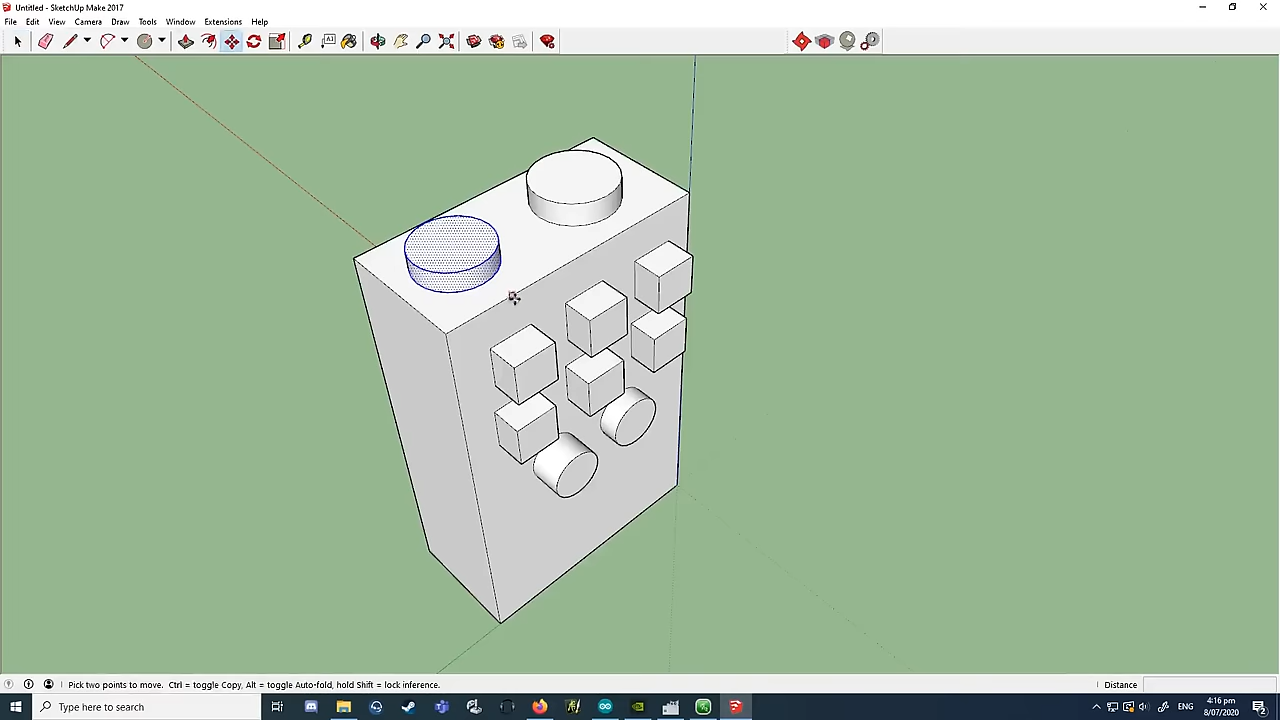 Untitled - SketchUp Make 2017
File Edit View Camera Draw Tools Window Extensions Help
Pick two points to move. Ctrl = toggle Copy, Alt = toggle Auto-fold, hold Shift = lock inference.
Distance
Type here to search
ENG
4:16 pm
8/07/2020